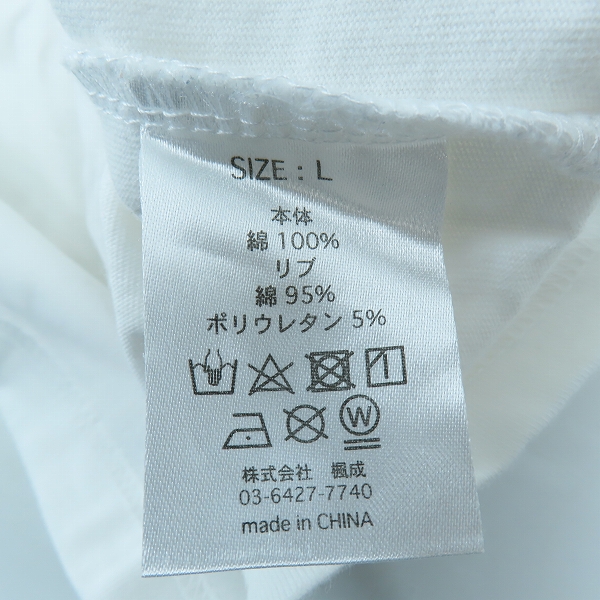 SIZE : L
本体
綿 100%
リブ
綿 95%
ポリウレタン 5%
W
株式会社 楓成
03-6427-7740
made in CHINA